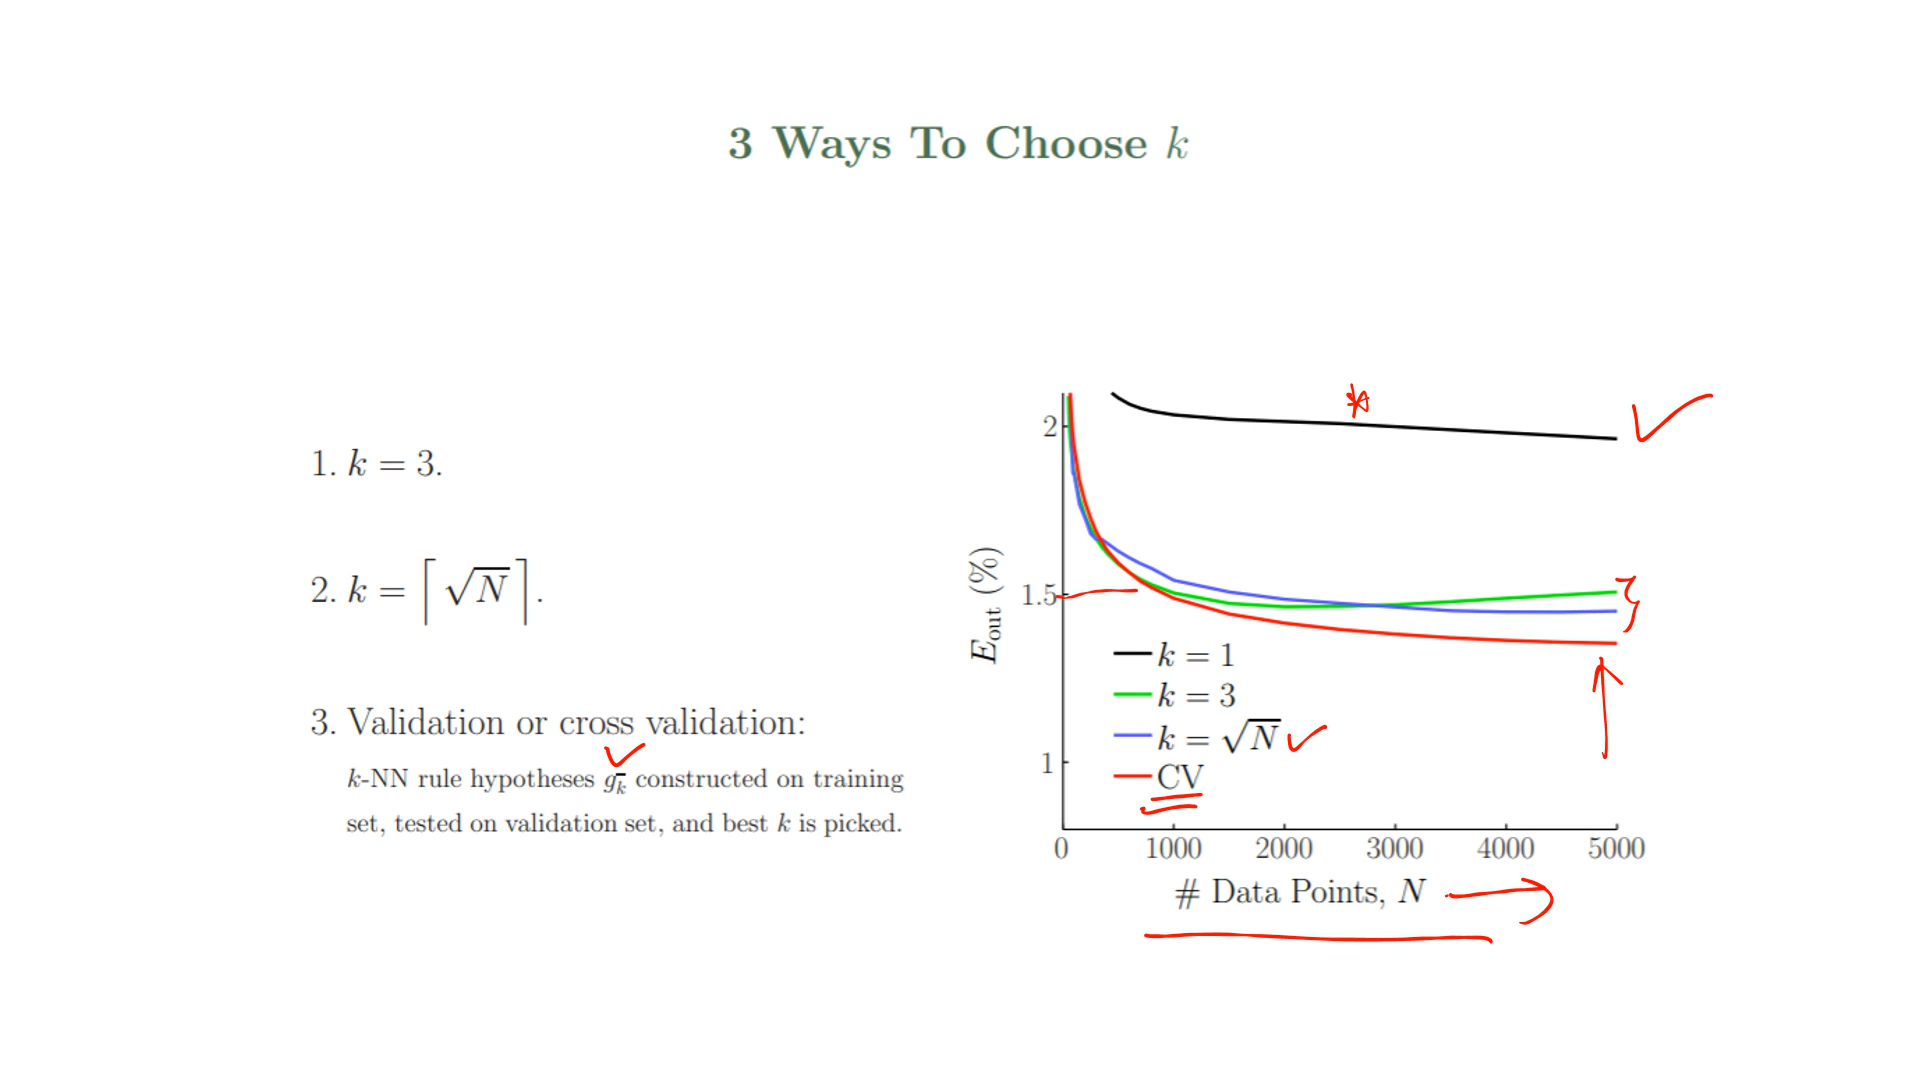 3 Ways To Choose k
1. k = 3.
2. k = ⌈√N⌉.
3. Validation or cross validation:
k-NN rule hypotheses g_k̄ constructed on training
set, tested on validation set, and best k is picked.
E_out (%)
2
1.5
1
k = 1
k = 3
k = √N
CV
0 1000 2000 3000 4000 5000
# Data Points, N